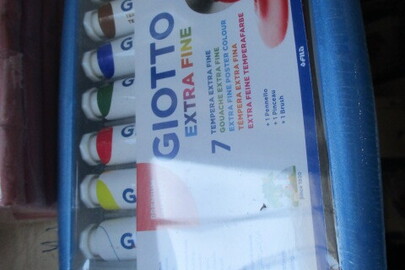 GIOTTO
EXTRA FINE
7
TEMPERA EXTRA FINE
GOUACHE EXTRA FINE
EXTRA FINE POSTER COLOUR
TEMPERA EXTRA FINA
EXTRA FEINE TEMPERAFARBE
+ 1 Pennello
+ 1 Pinceau
+ 1 Brush
FILA
G
G
G
G
G
G